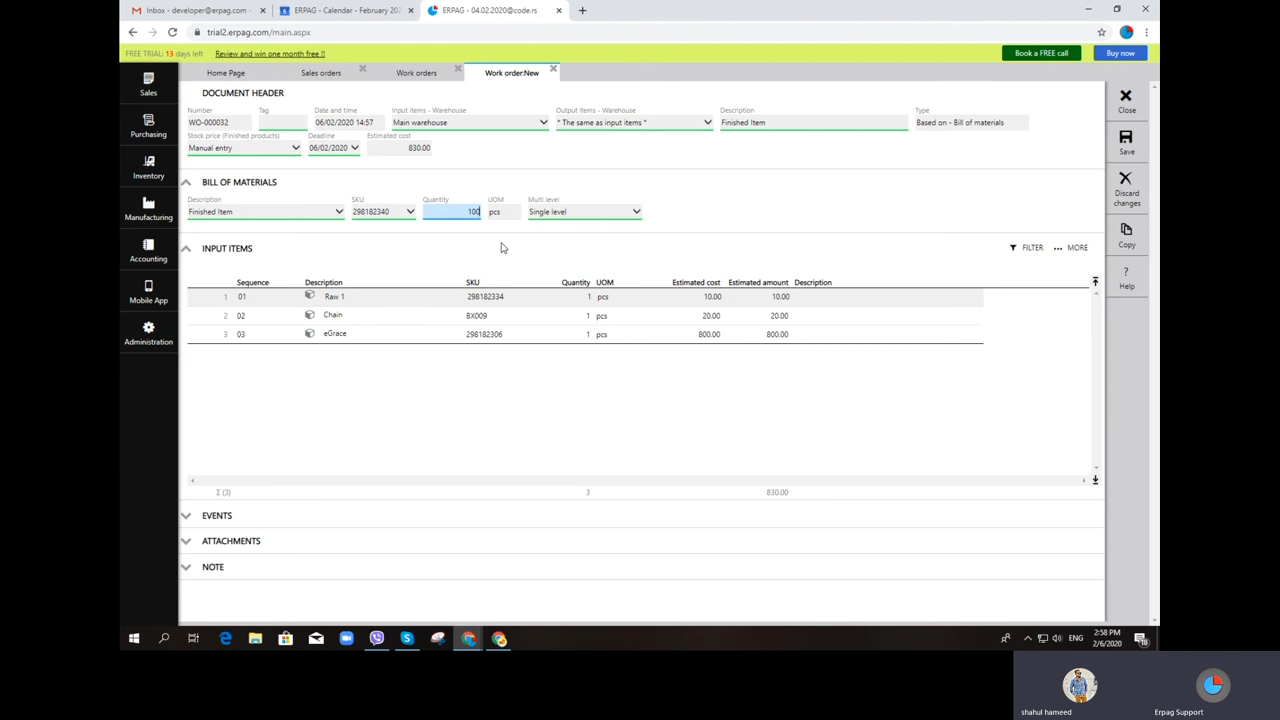 Inbox - developer@erpag.com
ERPAG - Calendar - February 202
ERPAG - 04.02.2020@code.rs
trial2.erpag.com/main.aspx
FREE TRIAL: 13 days left Review and win one month free !! Book a FREE call Buy now
Home Page Sales orders Work orders Work order:New
Sales
Purchasing
Inventory
Manufacturing
Accounting
Mobile App
Administration
DOCUMENT HEADER
Number Tag Date and time Input Items - Warehouse Output Items - Warehouse Description Type
WO-000032 06/02/2020 14:57 Main warehouse * The same as input items * Finished Item Based on - Bill of materials
Stock price (Finished products) Deadline Estimated cost
Manual entry 06/02/2020 830.00
BILL OF MATERIALS
Description SKU Quantity UOM Multi level
Finished Item 298182340 100 pcs Single level
INPUT ITEMS FILTER ... MORE
Sequence Description SKU Quantity UOM Estimated cost Estimated amount Description
1 01 Raw 1 298182334 1 pcs 10.00 10.00
2 02 Chain BX009 1 pcs 20.00 20.00
3 03 eGrace 298182306 1 pcs 800.00 800.00
Σ (3) 3 830.00
EVENTS
ATTACHMENTS
NOTE
Close
Save
Discard
changes
Copy
?
Help
ENG
2:58 PM
2/6/2020
18
shahul hameed
Erpag Support